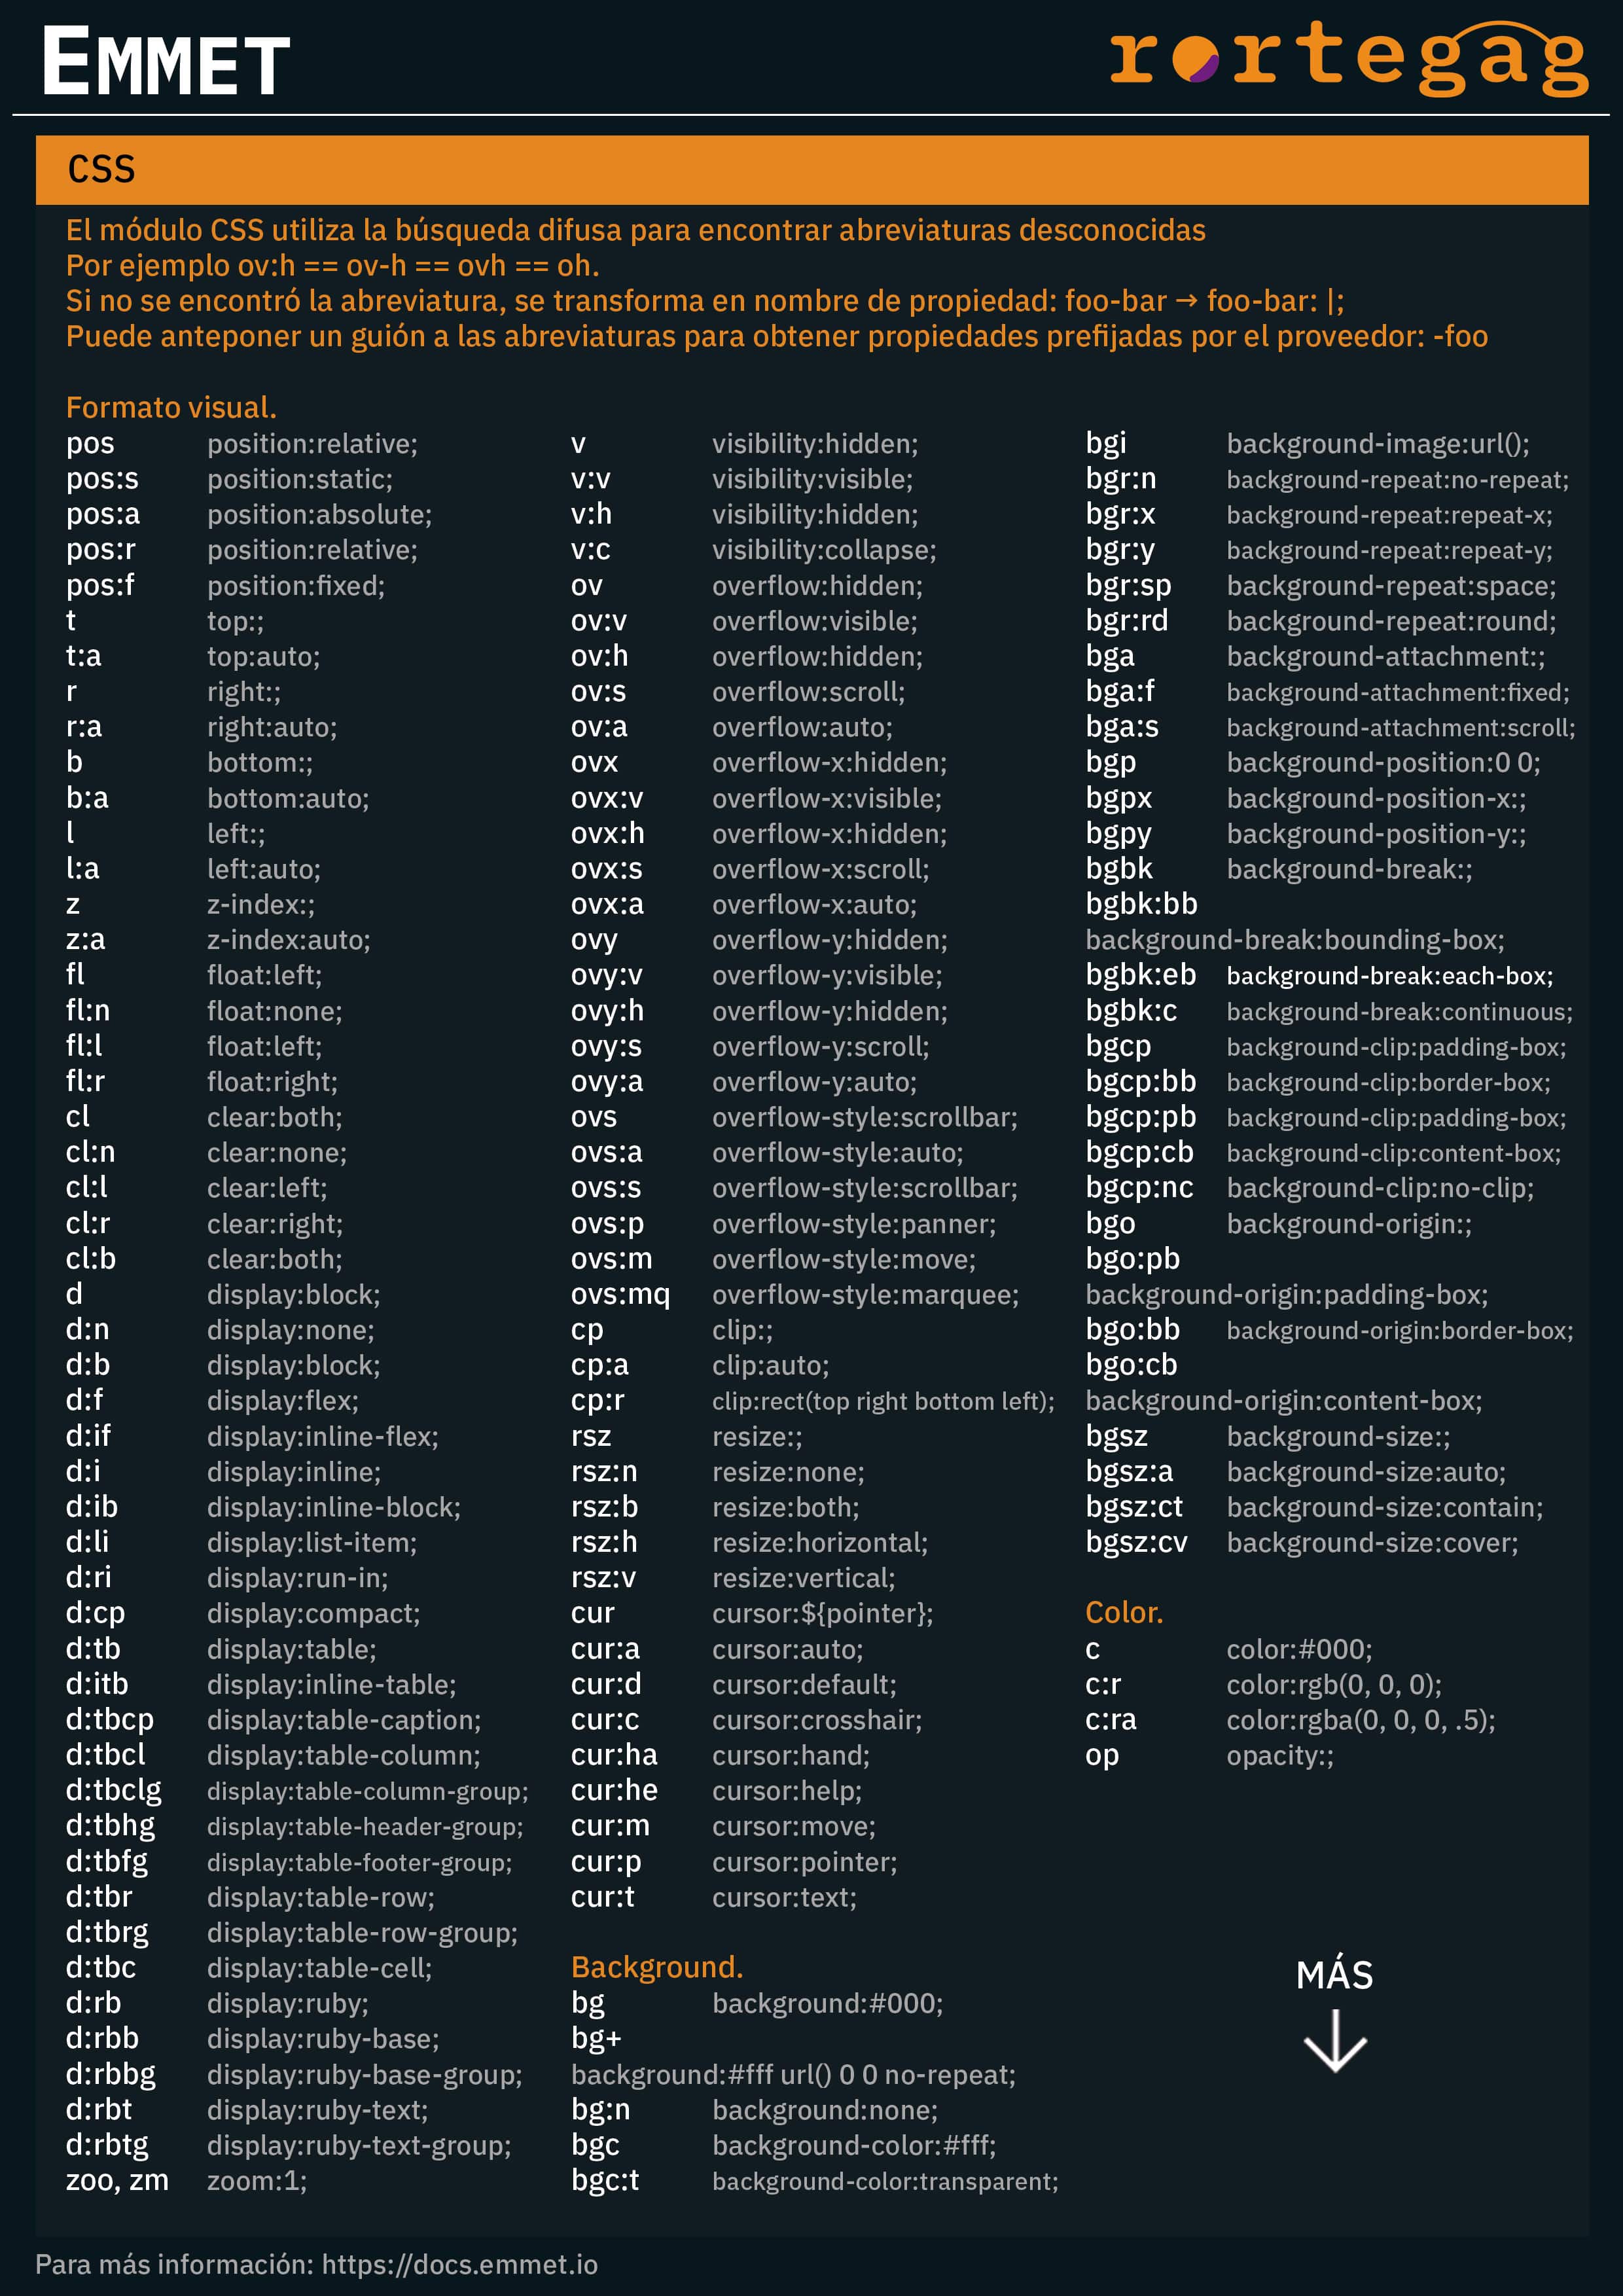 EMMET
rortegag
CSS
El módulo CSS utiliza la búsqueda difusa para encontrar abreviaturas desconocidas
Por ejemplo ov:h == ov-h == ovh == oh.
Si no se encontró la abreviatura, se transforma en nombre de propiedad: foo-bar → foo-bar: |;
Puede anteponer un guión a las abreviaturas para obtener propiedades prefijadas por el proveedor: -foo
Formato visual.
pos position:relative;
pos:s position:static;
pos:a position:absolute;
pos:r position:relative;
pos:f position:fixed;
t top:;
t:a top:auto;
r right:;
r:a right:auto;
b bottom:;
b:a bottom:auto;
l left:;
l:a left:auto;
z z-index:;
z:a z-index:auto;
fl float:left;
fl:n float:none;
fl:l float:left;
fl:r float:right;
cl clear:both;
cl:n clear:none;
cl:l clear:left;
cl:r clear:right;
cl:b clear:both;
d display:block;
d:n display:none;
d:b display:block;
d:f display:flex;
d:if display:inline-flex;
d:i display:inline;
d:ib display:inline-block;
d:li display:list-item;
d:ri display:run-in;
d:cp display:compact;
d:tb display:table;
d:itb display:inline-table;
d:tbcp display:table-caption;
d:tbcl display:table-column;
d:tbclg display:table-column-group;
d:tbhg display:table-header-group;
d:tbfg display:table-footer-group;
d:tbr display:table-row;
d:tbrg display:table-row-group;
d:tbc display:table-cell;
d:rb display:ruby;
d:rbb display:ruby-base;
d:rbbg display:ruby-base-group;
d:rbt display:ruby-text;
d:rbtg display:ruby-text-group;
zoo, zm zoom:1;
v visibility:hidden;
v:v visibility:visible;
v:h visibility:hidden;
v:c visibility:collapse;
ov overflow:hidden;
ov:v overflow:visible;
ov:h overflow:hidden;
ov:s overflow:scroll;
ov:a overflow:auto;
ovx overflow-x:hidden;
ovx:v overflow-x:visible;
ovx:h overflow-x:hidden;
ovx:s overflow-x:scroll;
ovx:a overflow-x:auto;
ovy overflow-y:hidden;
ovy:v overflow-y:visible;
ovy:h overflow-y:hidden;
ovy:s overflow-y:scroll;
ovy:a overflow-y:auto;
ovs overflow-style:scrollbar;
ovs:a overflow-style:auto;
ovs:s overflow-style:scrollbar;
ovs:p overflow-style:panner;
ovs:m overflow-style:move;
ovs:mq overflow-style:marquee;
cp clip:;
cp:a clip:auto;
cp:r clip:rect(top right bottom left);
rsz resize:;
rsz:n resize:none;
rsz:b resize:both;
rsz:h resize:horizontal;
rsz:v resize:vertical;
cur cursor:${pointer};
cur:a cursor:auto;
cur:d cursor:default;
cur:c cursor:crosshair;
cur:ha cursor:hand;
cur:he cursor:help;
cur:m cursor:move;
cur:p cursor:pointer;
cur:t cursor:text;
Background.
bg background:#000;
bg+
background:#fff url() 0 0 no-repeat;
bg:n background:none;
bgc background-color:#fff;
bgc:t background-color:transparent;
bgi background-image:url();
bgr:n background-repeat:no-repeat;
bgr:x background-repeat:repeat-x;
bgr:y background-repeat:repeat-y;
bgr:sp background-repeat:space;
bgr:rd background-repeat:round;
bga background-attachment:;
bga:f background-attachment:fixed;
bga:s background-attachment:scroll;
bgp background-position:0 0;
bgpx background-position-x:;
bgpy background-position-y:;
bgbk background-break:;
bgbk:bb
background-break:bounding-box;
bgbk:eb background-break:each-box;
bgbk:c background-break:continuous;
bgcp background-clip:padding-box;
bgcp:bb background-clip:border-box;
bgcp:pb background-clip:padding-box;
bgcp:cb background-clip:content-box;
bgcp:nc background-clip:no-clip;
bgo background-origin:;
bgo:pb
background-origin:padding-box;
bgo:bb background-origin:border-box;
bgo:cb
background-origin:content-box;
bgsz background-size:;
bgsz:a background-size:auto;
bgsz:ct background-size:contain;
bgsz:cv background-size:cover;
Color.
c color:#000;
c:r color:rgb(0, 0, 0);
c:ra color:rgba(0, 0, 0, .5);
op opacity:;
MÁS
Para más información: https://docs.emmet.io